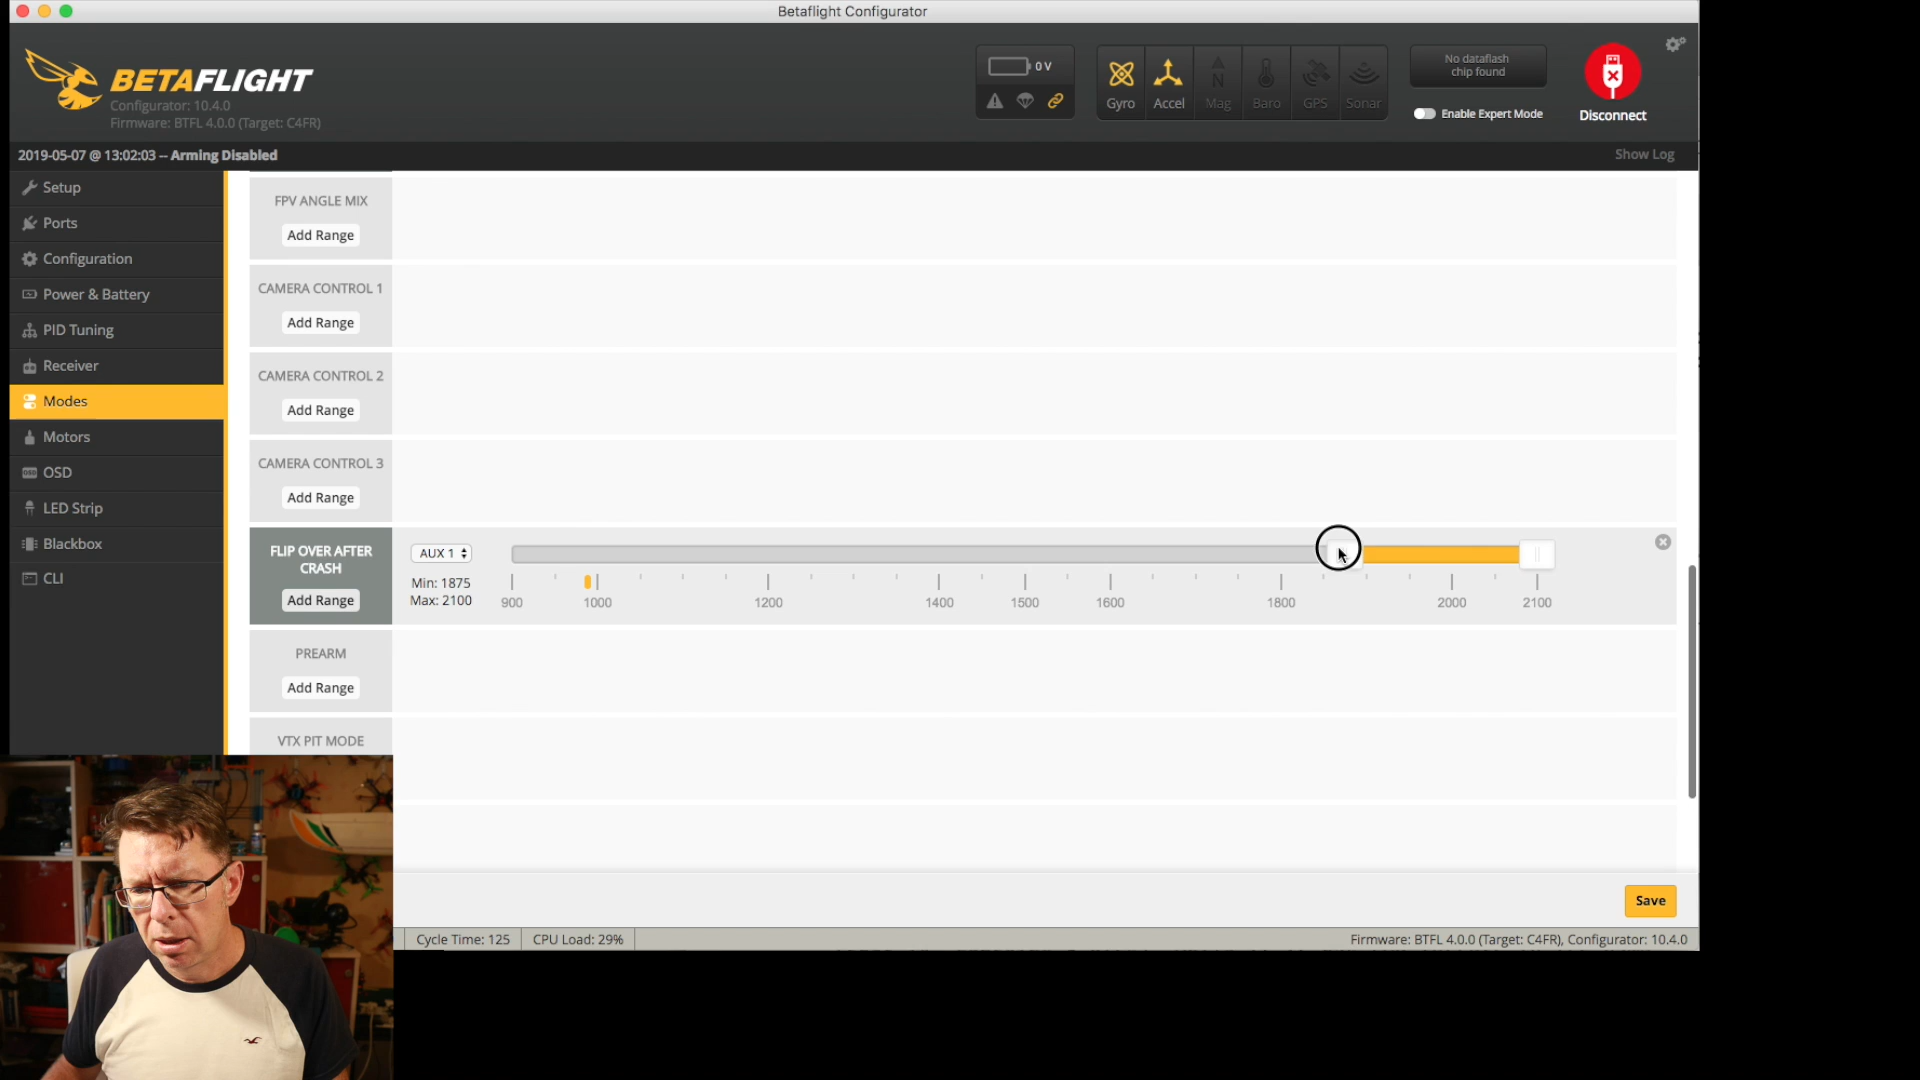 Betaflight Configurator
BETAFLIGHT
Configurator: 10.4.0
Firmware: BTFL 4.0.0 (Target: C4FR)
0 V
Gyro
Accel
Mag
Baro
GPS
Sonar
No dataflash
chip found
Enable Expert Mode
Disconnect
2019-05-07 @ 13:02:03 -- Arming Disabled
Show Log
Setup
Ports
Configuration
Power & Battery
PID Tuning
Receiver
Modes
Motors
OSD
LED Strip
Blackbox
CLI
FPV ANGLE MIX
Add Range
CAMERA CONTROL 1
Add Range
CAMERA CONTROL 2
Add Range
CAMERA CONTROL 3
Add Range
FLIP OVER AFTER
CRASH
Add Range
AUX 1
Min: 1875
Max: 2100
900 1000 1200 1400 1500 1600 1800 2000 2100
PREARM
Add Range
VTX PIT MODE
Save
Cycle Time: 125
CPU Load: 29%
Firmware: BTFL 4.0.0 (Target: C4FR), Configurator: 10.4.0